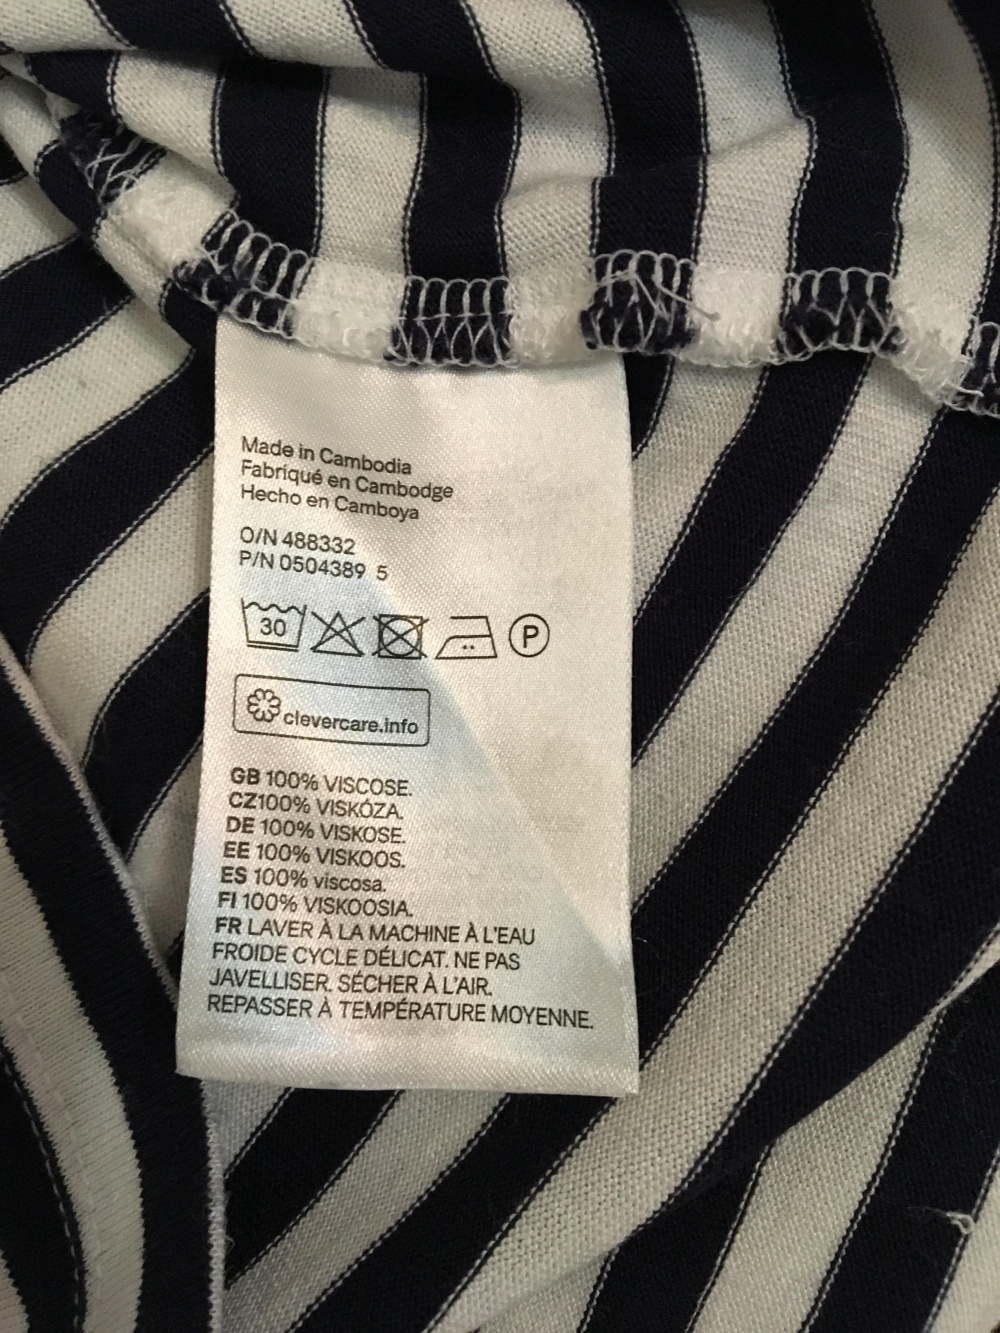 Made in Cambodia
Fabriqué en Cambodge
Hecho en Camboya
O/N 488332
P/N 0504389 5
30 P
clevercare.info
GB 100% VISCOSE.
CZ100% VISKÓZA.
DE 100% VISKOSE.
EE 100% VISKOOS.
ES 100% viscosa.
FI 100% VISKOOSIA.
FR LAVER À LA MACHINE À L'EAU
FROIDE CYCLE DÉLICAT. NE PAS
JAVELLISER. SÉCHER À L'AIR.
REPASSER À TEMPÉRATURE MOYENNE.